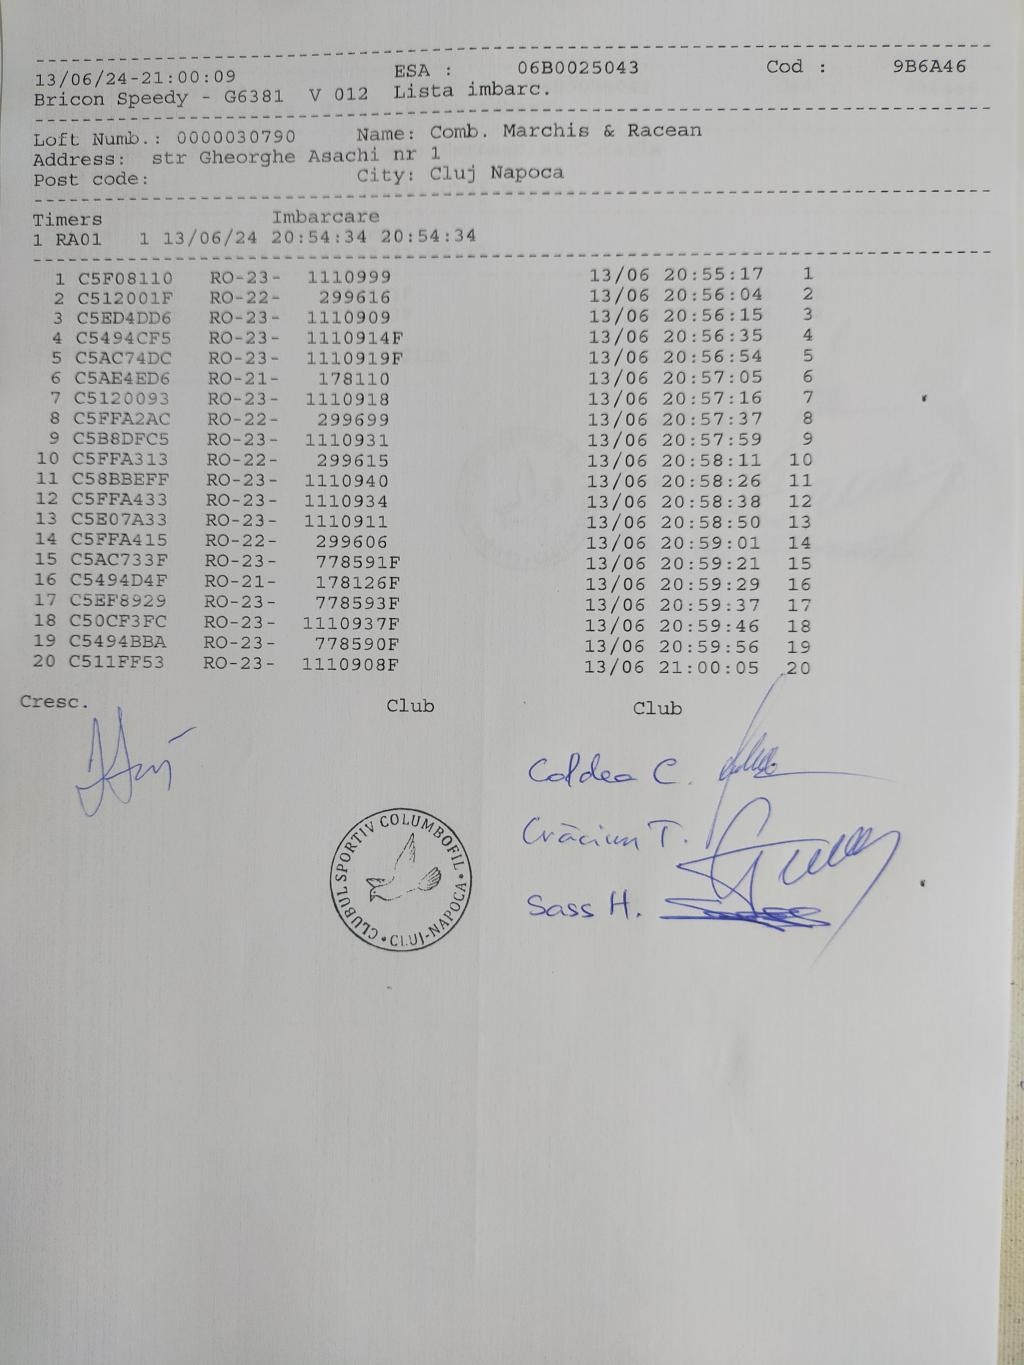 13/06/24-21:00:09 ESA : 06B0025043 Cod : 9B6A46
Bricon Speedy - G6381 V 012 Lista imbarc.
Loft Numb.: 0000030790 Name: Comb. Marchis & Racean
Address: str Gheorghe Asachi nr 1
Post code: City: Cluj Napoca
Timers Imbarcare
1 RA01 1 13/06/24 20:54:34 20:54:34
1 C5F08110 RO-23- 1110999 13/06 20:55:17 1
2 C512001F RO-22- 299616 13/06 20:56:04 2
3 C5ED4DD6 RO-23- 1110909 13/06 20:56:15 3
4 C5494CF5 RO-23- 1110914F 13/06 20:56:35 4
5 C5AC74DC RO-23- 1110919F 13/06 20:56:54 5
6 C5AE4ED6 RO-21- 178110 13/06 20:57:05 6
7 C5120093 RO-23- 1110918 13/06 20:57:16 7
8 C5FFA2AC RO-22- 299699 13/06 20:57:37 8
9 C5B8DFC5 RO-23- 1110931 13/06 20:57:59 9
10 C5FFA313 RO-22- 299615 13/06 20:58:11 10
11 C58BBEFF RO-23- 1110940 13/06 20:58:26 11
12 C5FFA433 RO-23- 1110934 13/06 20:58:38 12
13 C5E07A33 RO-23- 1110911 13/06 20:58:50 13
14 C5FFA415 RO-22- 299606 13/06 20:59:01 14
15 C5AC733F RO-23- 778591F 13/06 20:59:21 15
16 C5494D4F RO-21- 178126F 13/06 20:59:29 16
17 C5EF8929 RO-23- 778593F 13/06 20:59:37 17
18 C50CF3FC RO-23- 1110937F 13/06 20:59:46 18
19 C5494BBA RO-23- 778590F 13/06 20:59:56 19
20 C511FF53 RO-23- 1110908F 13/06 21:00:05 20
Cresc. Club Club
Coldea C.
Crăciun T.
Sass H.
CLUBUL SPORTIV COLUMBOFIL • CLUJ-NAPOCA •